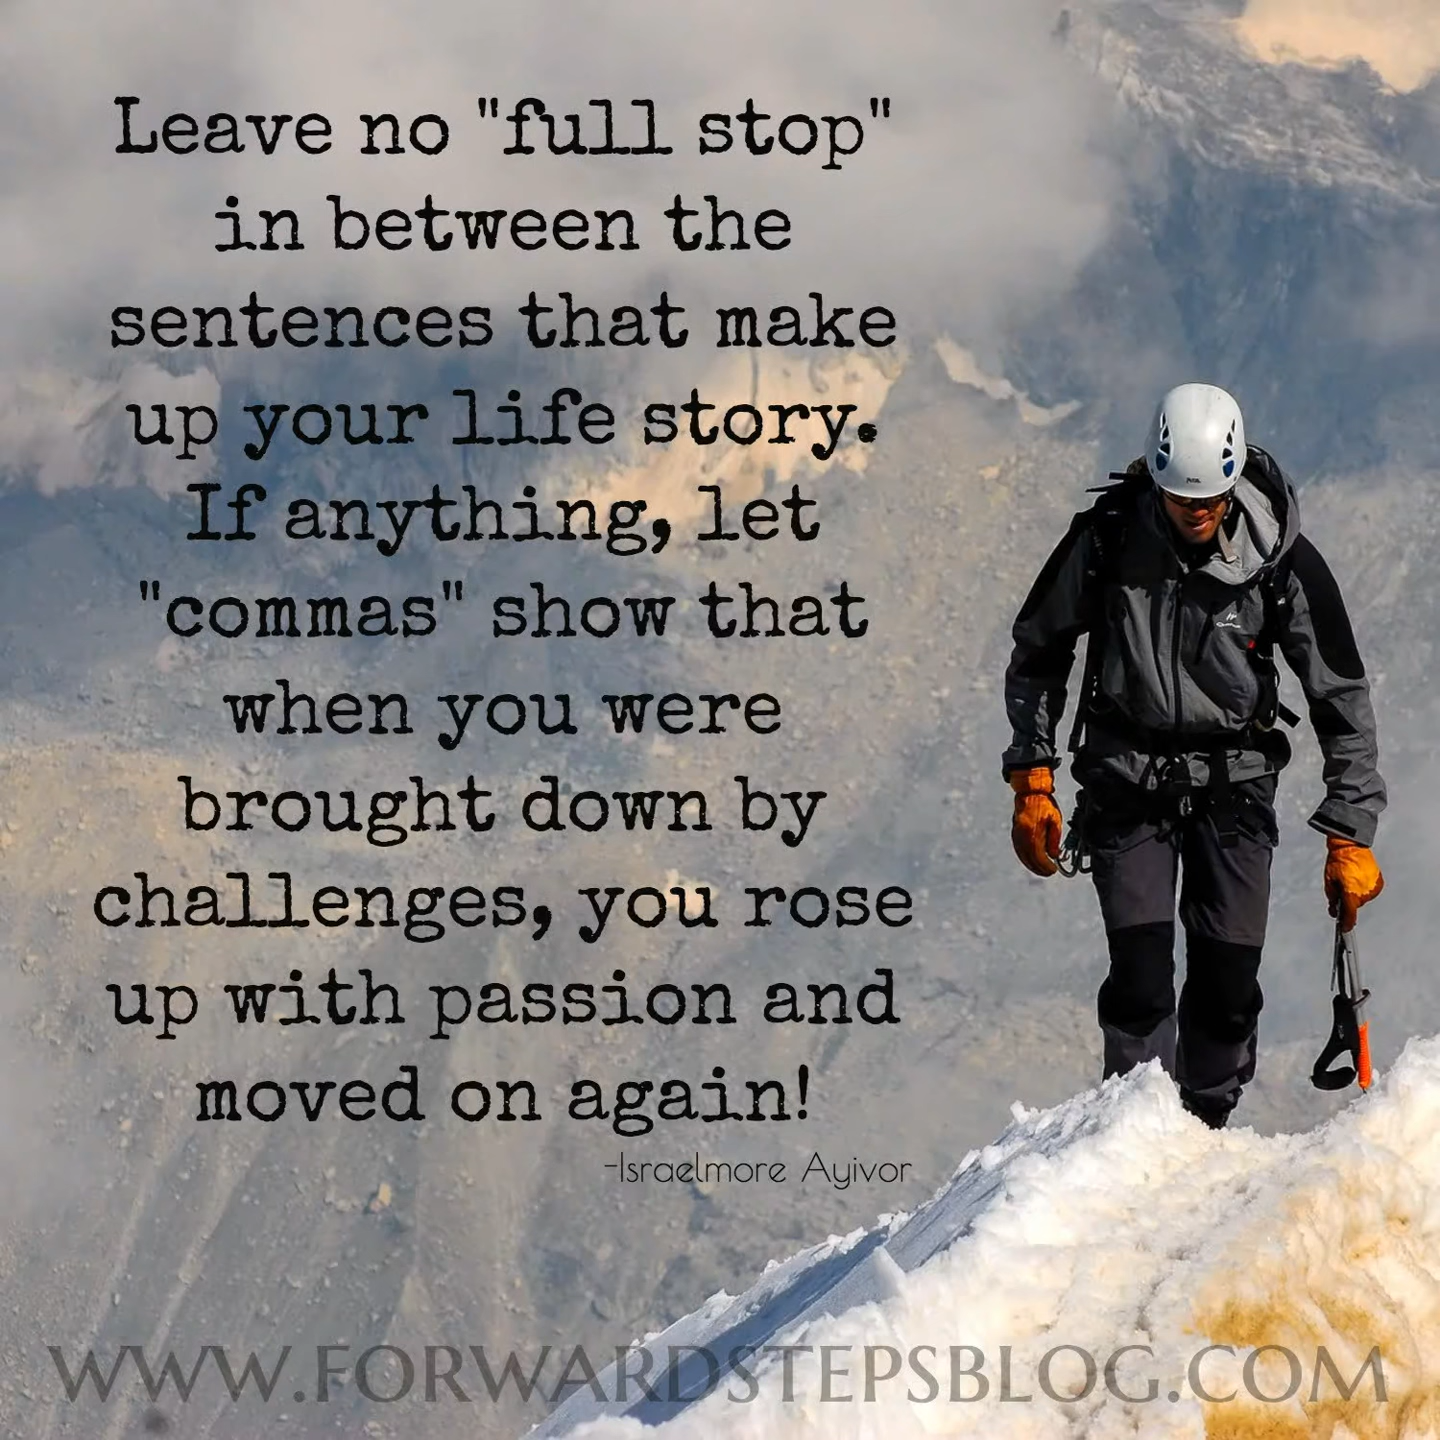 Leave no "full stop"
in between the
sentences that make
up your life story.
If anything, let
"commas" show that
when you were
brought down by
challenges, you rose
up with passion and
moved on again!
-Israelmore Ayivor
WWW.FORWARDSTEPSBLOG.COM